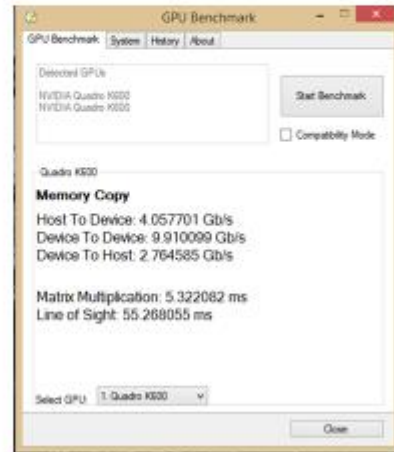 GPU Benchmark
GPU Benchmark System History About
Detected GPUs
NVIDIA Quadro K600
NVIDIA Quadro K600
Start Benchmark
Compatibility Mode
Quadro K600
Memory Copy
Host To Device: 4.057701 Gb/s
Device To Device: 9.910099 Gb/s
Device To Host: 2.764585 Gb/s
Matrix Multiplication: 5.322082 ms
Line of Sight: 55.268055 ms
Select GPU: 1. Quadro K600
Close